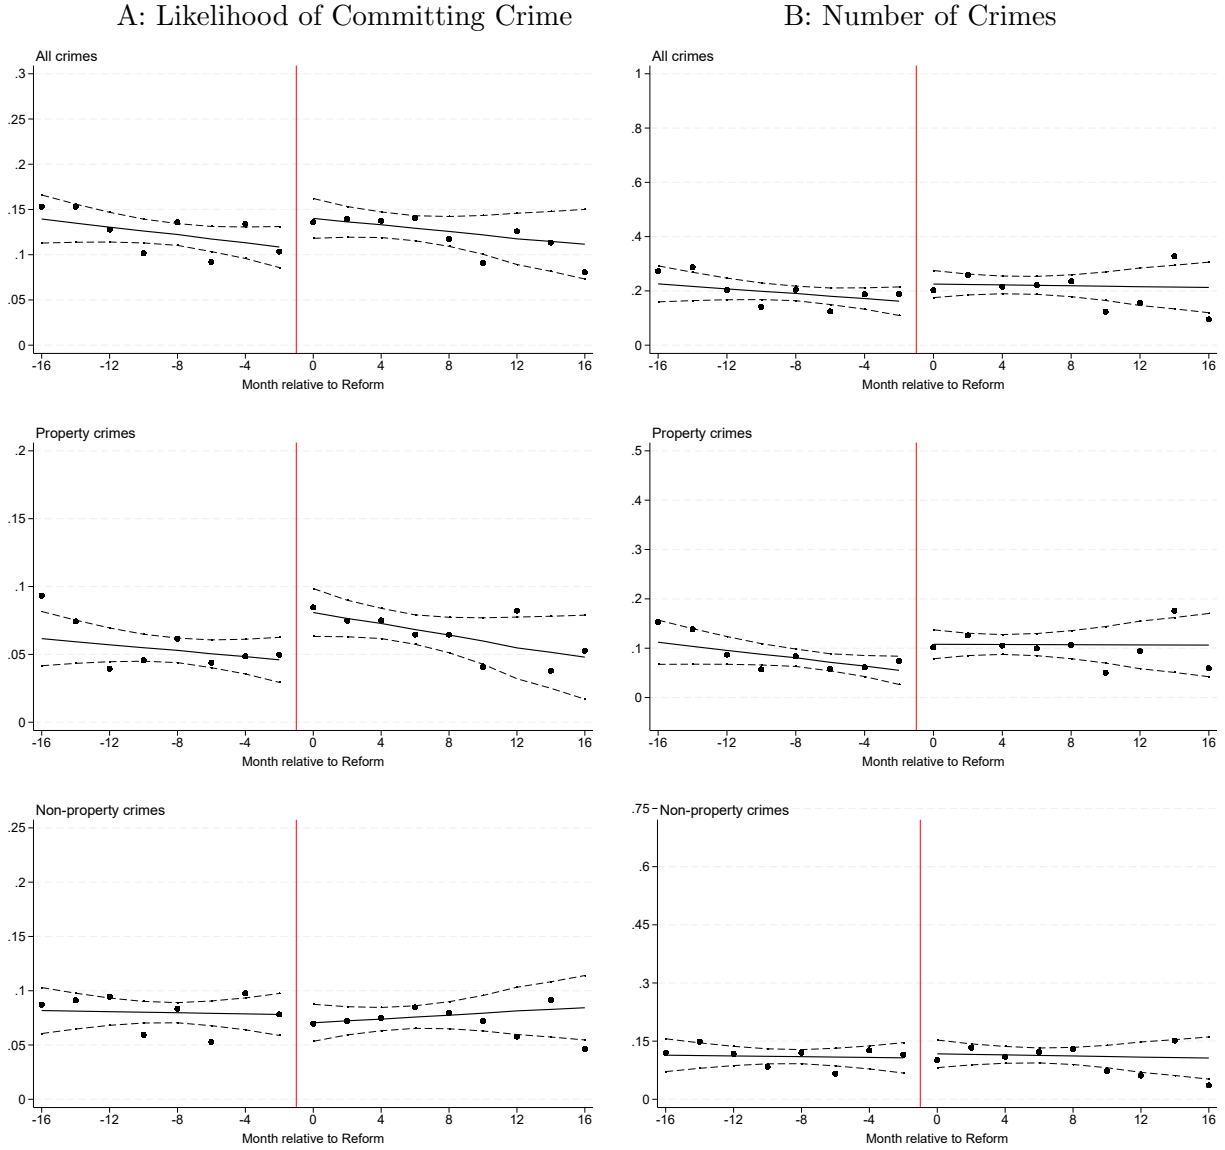 A: Likelihood of Committing Crime
All crimes
.3
.25
.2
.15
.1
.05
0
-16 -12 -8 -4 0 4 8 12 16
Month relative to Reform
Property crimes
.2
.15
.1
.05
0
-16 -12 -8 -4 0 4 8 12 16
Month relative to Reform
Non-property crimes
.25
.2
.15
.1
.05
0
-16 -12 -8 -4 0 4 8 12 16
Month relative to Reform
B: Number of Crimes
All crimes
1
.8
.6
.4
.2
0
-16 -12 -8 -4 0 4 8 12 16
Month relative to Reform
Property crimes
.5
.4
.3
.2
.1
0
-16 -12 -8 -4 0 4 8 12 16
Month relative to Reform
Non-property crimes
.75
.6
.45
.3
.15
0
-16 -12 -8 -4 0 4 8 12 16
Month relative to Reform